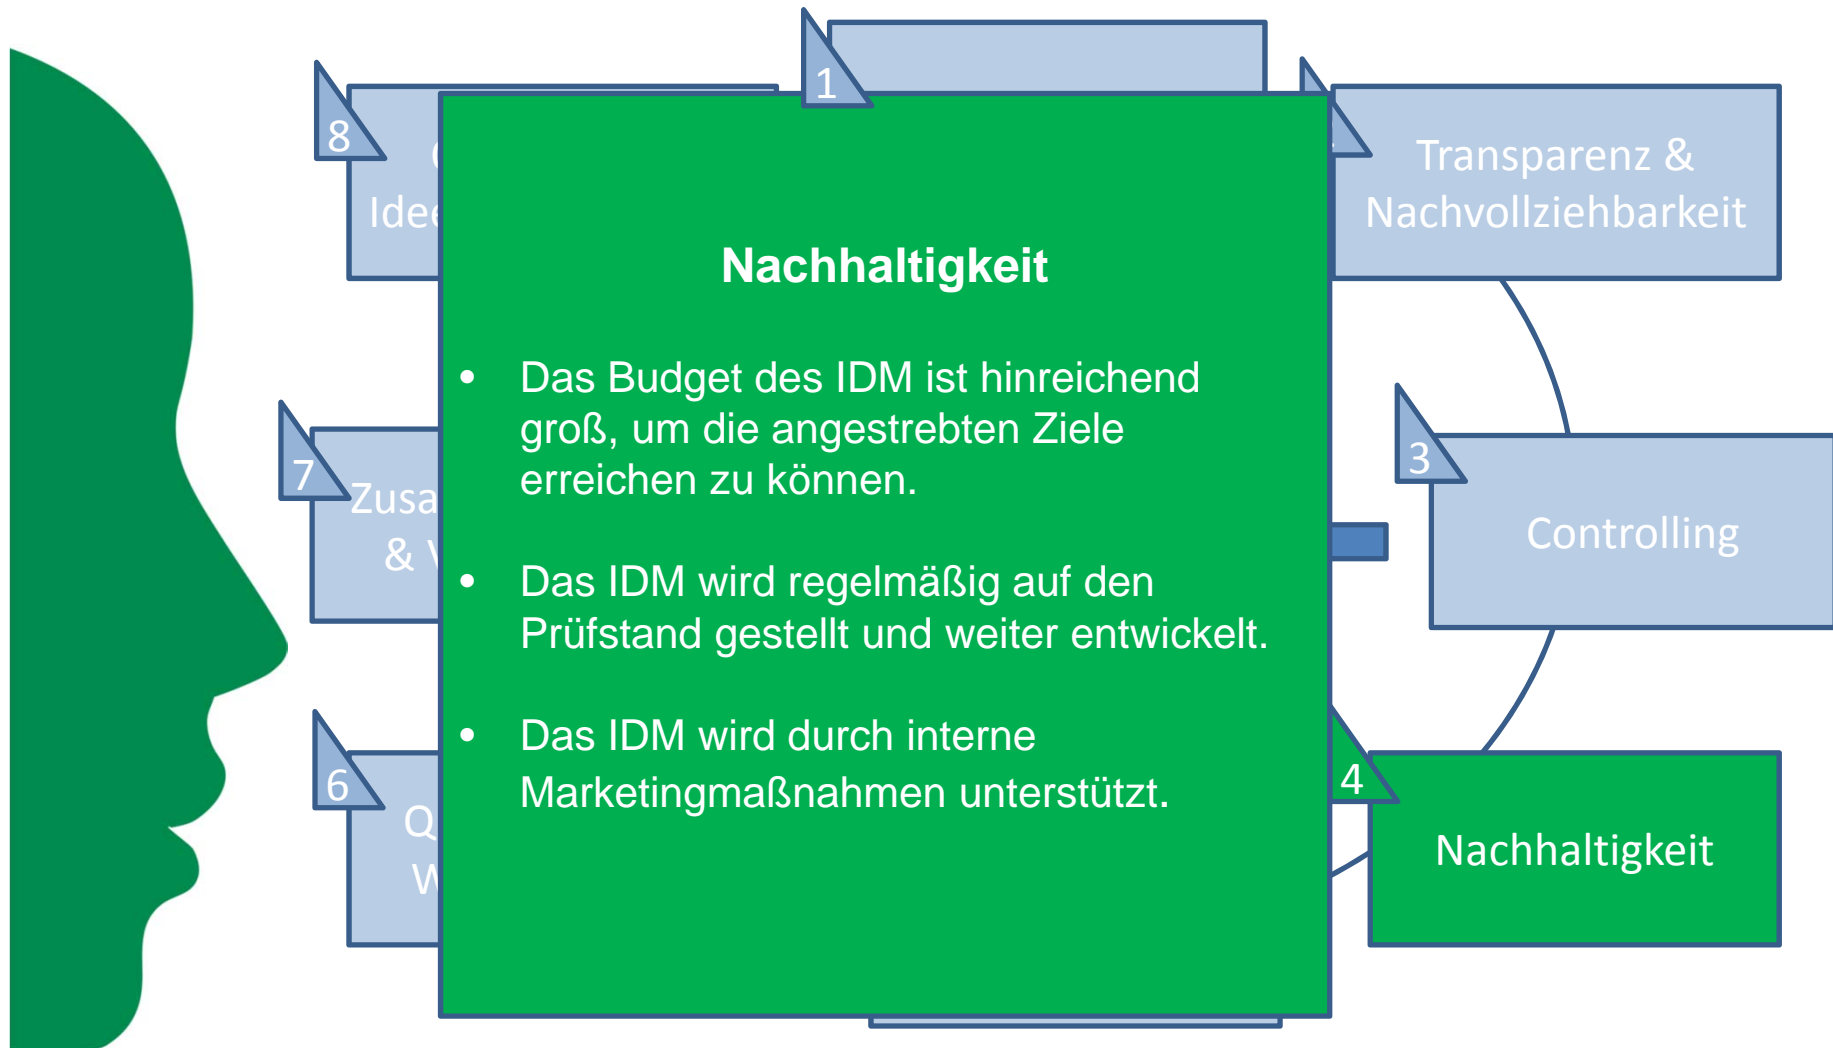 1
8
Transparenz &
Nachvollziehbarkeit
Nachhaltigkeit
• Das Budget des IDM ist hinreichend
groß, um die angestrebten Ziele
erreichen zu können.
• Das IDM wird regelmäßig auf den
Prüfstand gestellt und weiter entwickelt.
• Das IDM wird durch interne
Marketingmaßnahmen unterstützt.
3
Controlling
4
Nachhaltigkeit
7
&
6